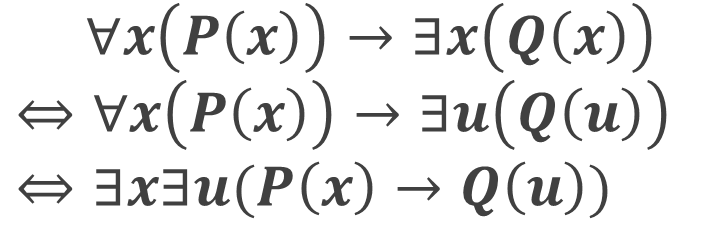 ∀x(P(x)) → ∃x(Q(x))
⇔ ∀x(P(x)) → ∃u(Q(u))
⇔ ∃x∃u(P(x) → Q(u))